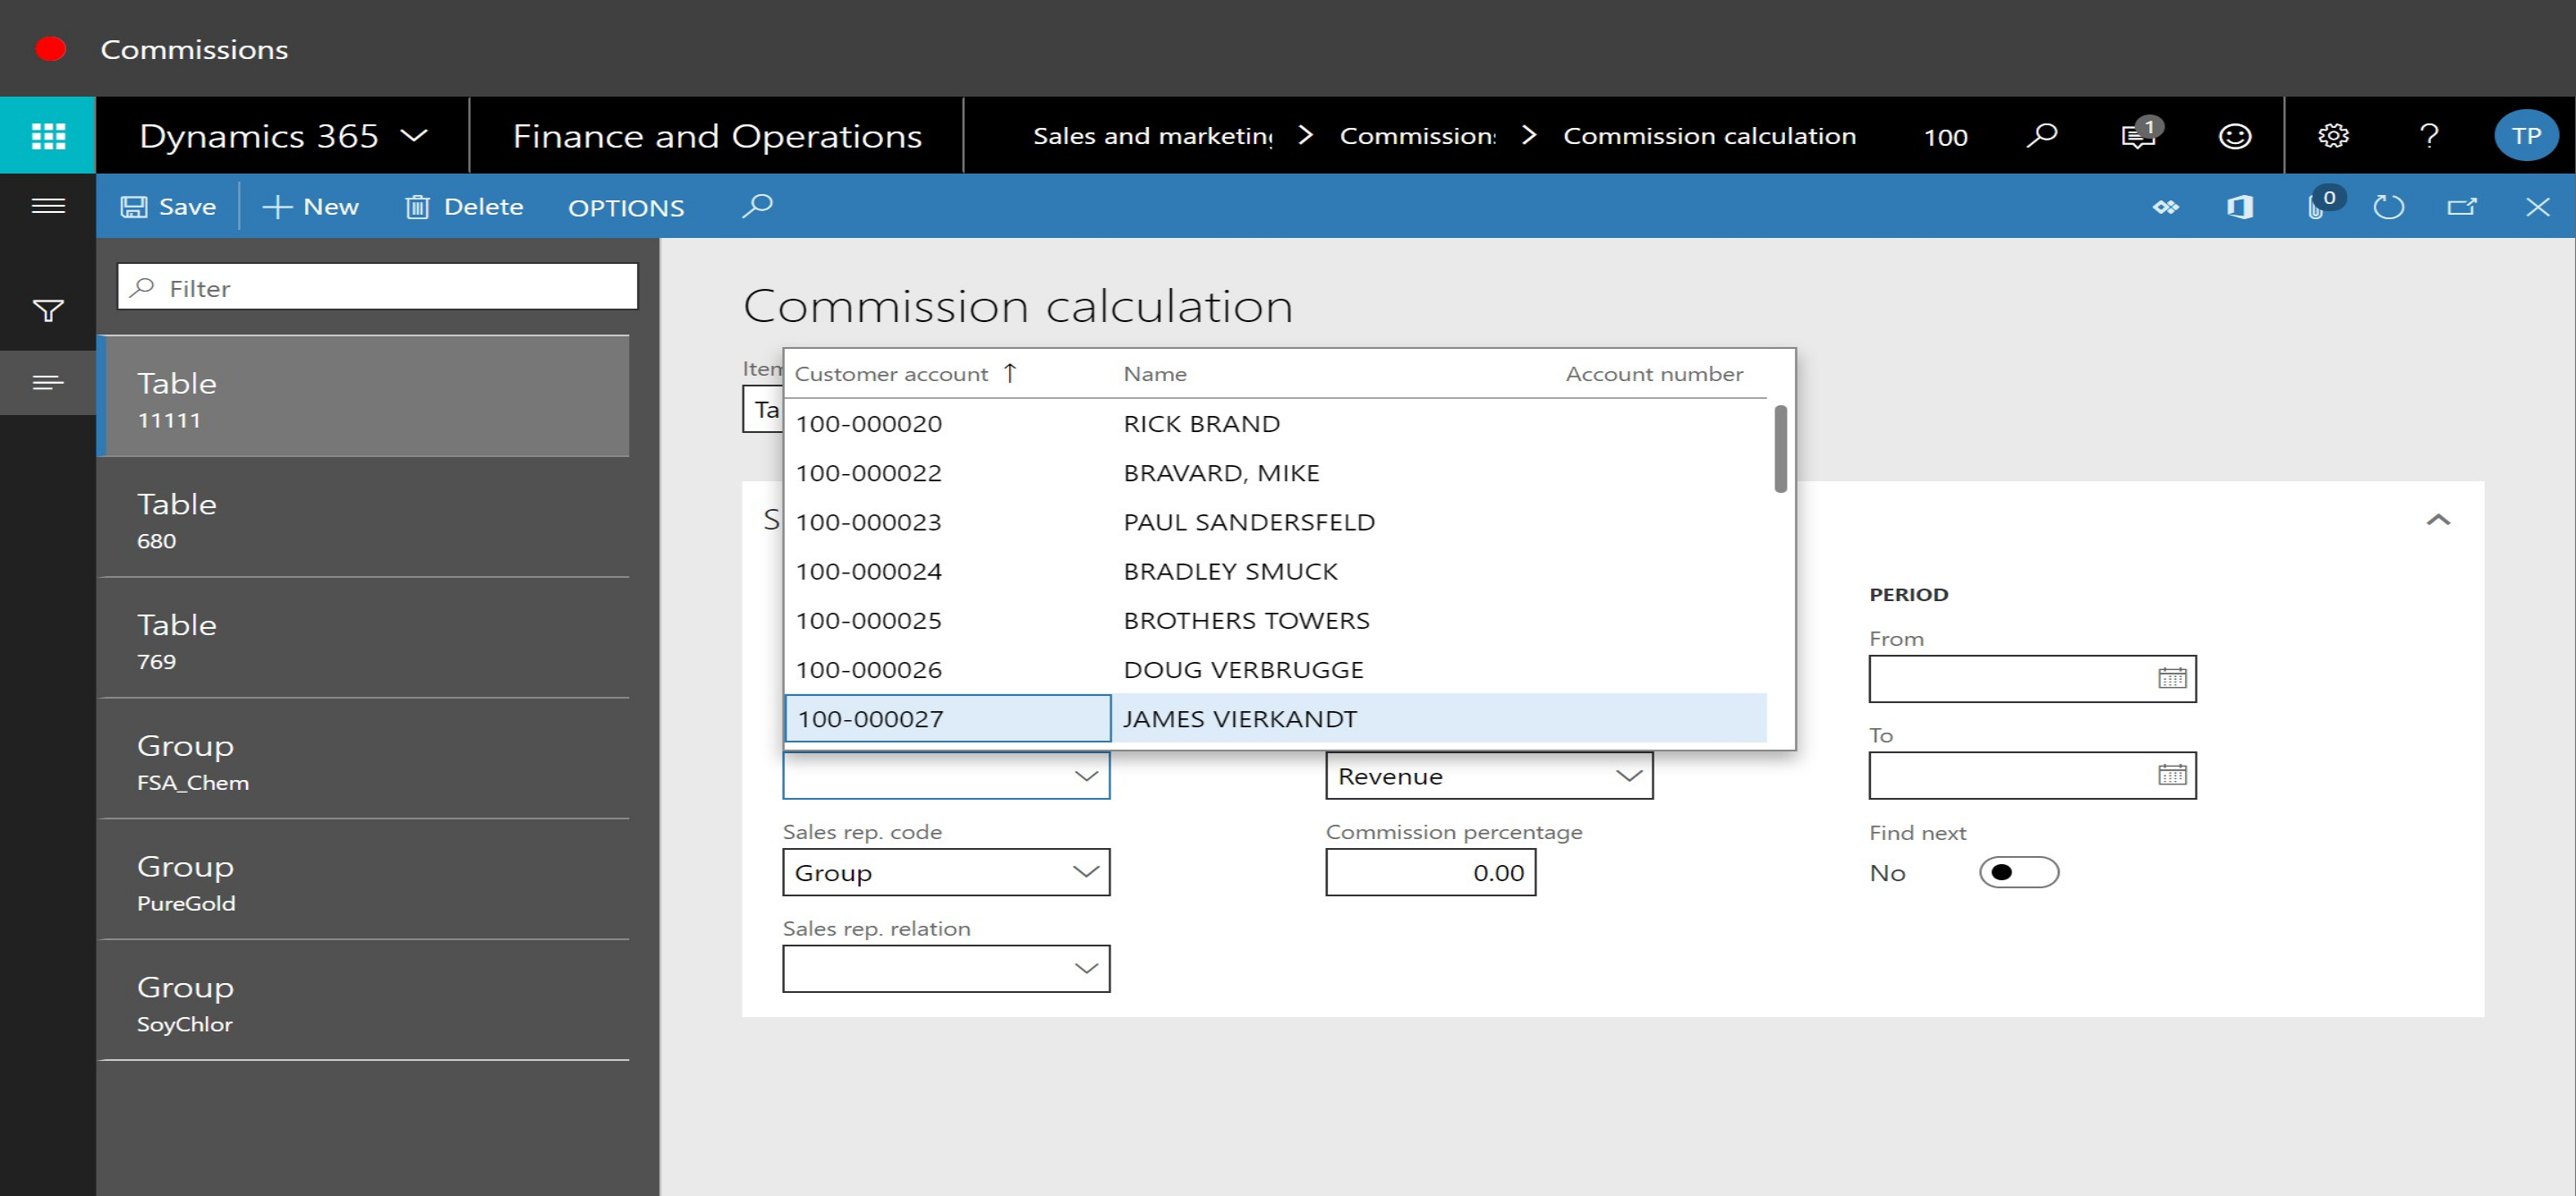 Commissions
Dynamics 365 Finance and Operations Sales and marketing Commissions Commission calculation 100 1 ? TP
Save New Delete OPTIONS 0
Filter
Table
11111
Table
680
Table
769
Group
FSA_Chem
Group
PureGold
Group
SoyChlor
Commission calculation
Item
Ta
S
Customer account ↑ Name Account number
100-000020 RICK BRAND
100-000022 BRAVARD, MIKE
100-000023 PAUL SANDERSFELD
100-000024 BRADLEY SMUCK
100-000025 BROTHERS TOWERS
100-000026 DOUG VERBRUGGE
100-000027 JAMES VIERKANDT
Revenue
Sales rep. code
Group
Sales rep. relation
Commission percentage
0.00
PERIOD
From
To
Find next
No